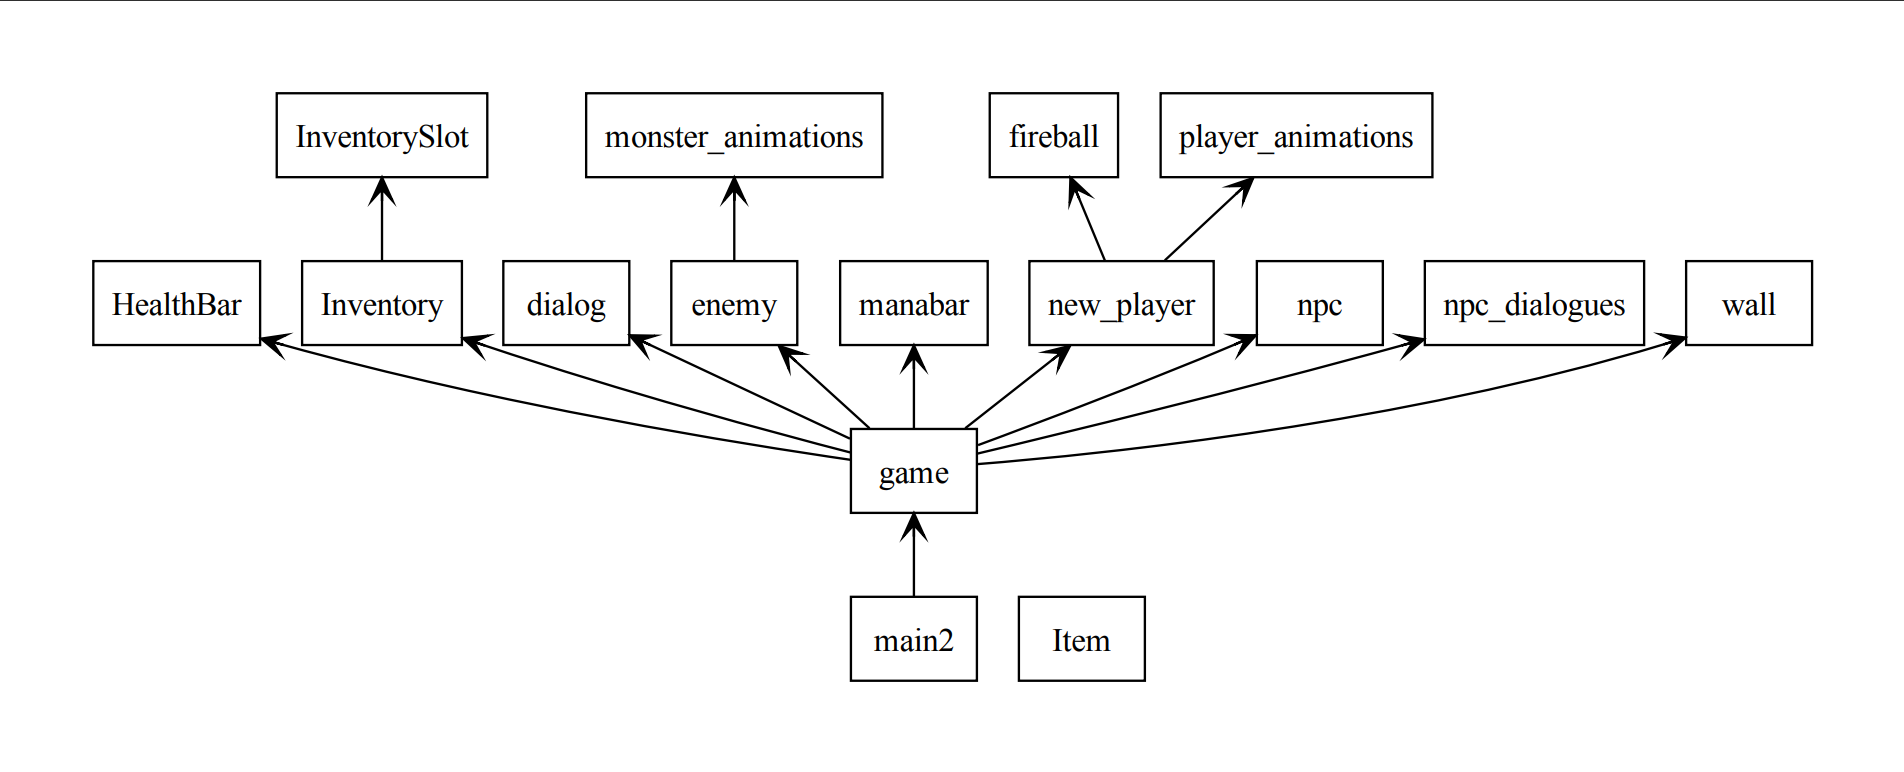 InventorySlot
monster_animations
fireball
player_animations
HealthBar
Inventory
dialog
enemy
manabar
new_player
npc
npc_dialogues
wall
game
main2
Item